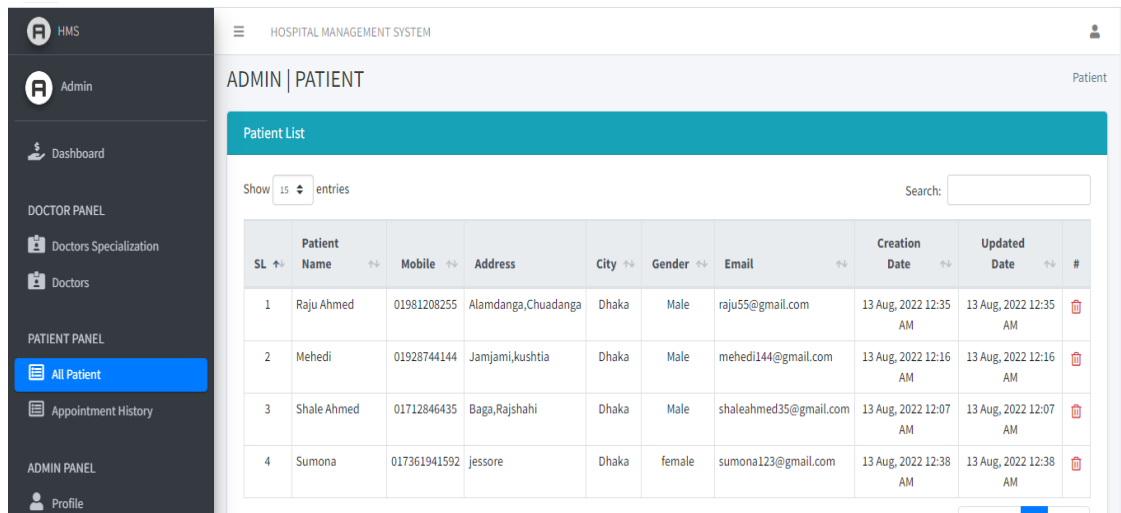 HMS
HOSPITAL MANAGEMENT SYSTEM
Admin
ADMIN | PATIENT
Patient
Dashboard
DOCTOR PANEL
Doctors Specialization
Doctors
PATIENT PANEL
All Patient
Appointment History
ADMIN PANEL
Profile
Patient List
Show 15 entries
Search:
SL Patient Name Mobile Address City Gender Email Creation Date Updated Date #
1 Raju Ahmed 01981208255 Alamdanga,Chuadanga Dhaka Male raju55@gmail.com 13 Aug, 2022 12:35 AM 13 Aug, 2022 12:35 AM
2 Mehedi 01928744144 Jamjami,kushtia Dhaka Male mehedi144@gmail.com 13 Aug, 2022 12:16 AM 13 Aug, 2022 12:16 AM
3 Shale Ahmed 01712846435 Baga,Rajshahi Dhaka Male shaleahmed35@gmail.com 13 Aug, 2022 12:07 AM 13 Aug, 2022 12:07 AM
4 Sumona 017361941592 jessore Dhaka female sumona123@gmail.com 13 Aug, 2022 12:38 AM 13 Aug, 2022 12:38 AM